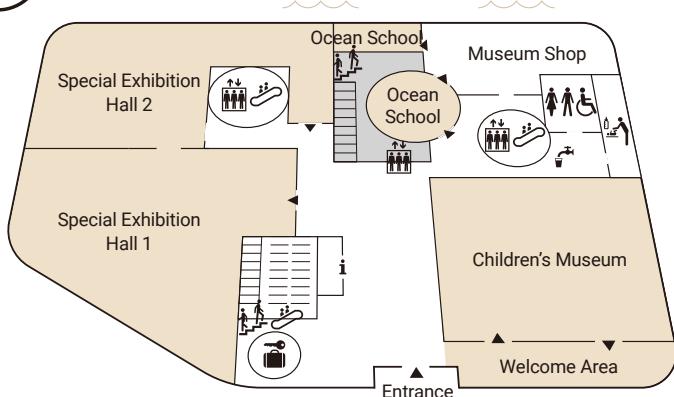 Ocean School
Museum Shop
Special Exhibition
Hall 2
Ocean
School
Special Exhibition
Hall 1
i
Children's Museum
Welcome Area
Entrance